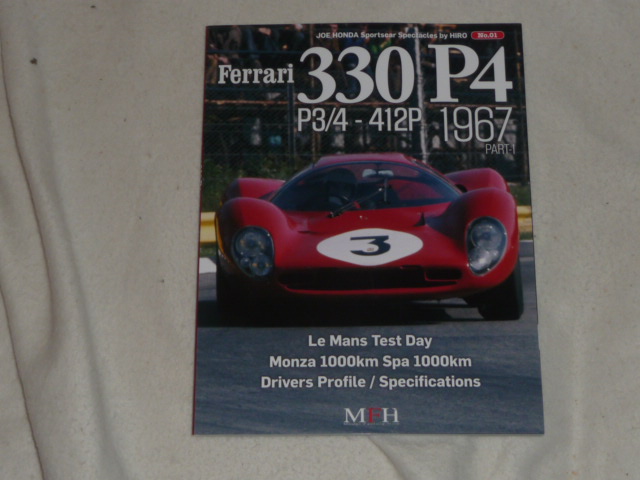 JOE HONDA Sportscar Spectacles by HIRO No.01
Ferrari 330 P4
P3/4 - 412P 1967
PART-1
3
Le Mans Test Day
Monza 1000km Spa 1000km
Drivers Profile / Specifications
MFH